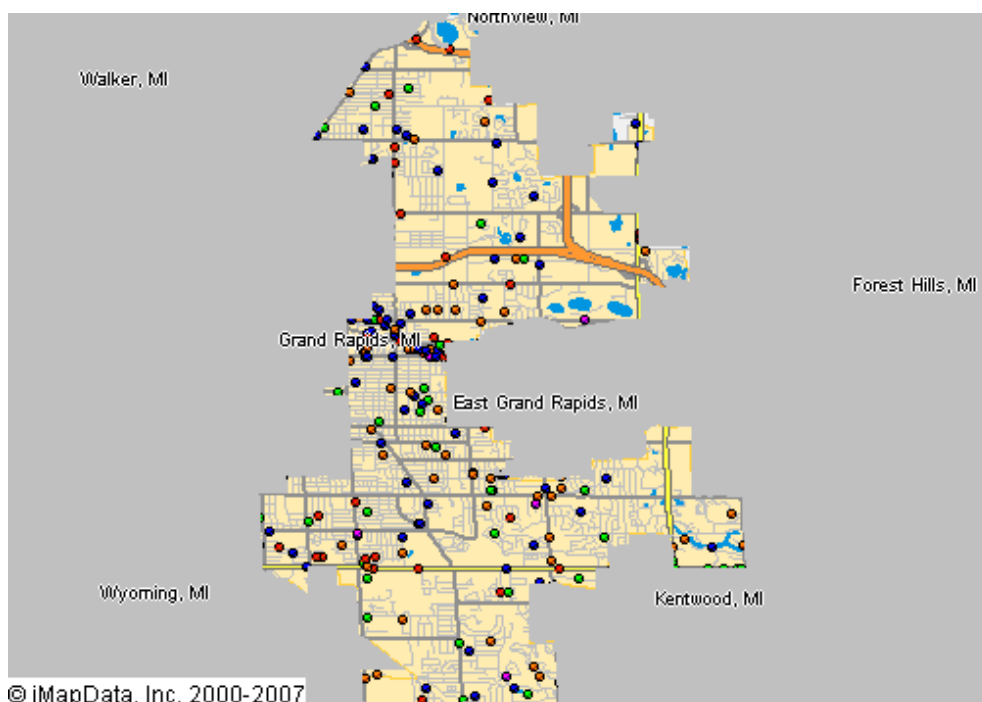 Northview, MI
Walker, MI
Forest Hills, MI
Grand Rapids, MI
East Grand Rapids, MI
Wyoming, MI
Kentwood, MI
© iMapData, Inc. 2000-2007